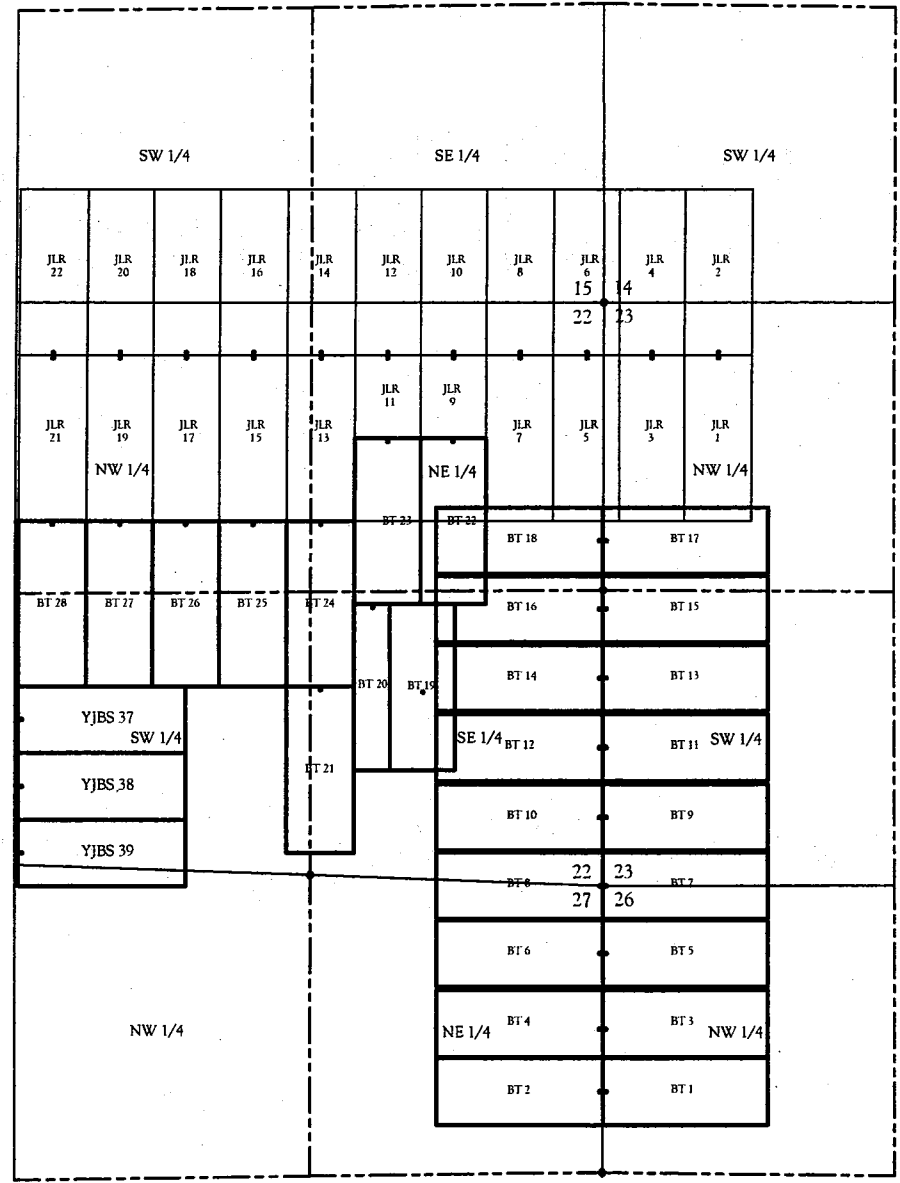 SW 1/4
SE 1/4
SW 1/4
JLR
22
JLR
20
JLR
18
JLR
16
JLR
14
JLR
12
JLR
10
JLR
8
JLR
6
JLR
4
JLR
2
15 14
22 23
JLR
21
JLR
19
JLR
17
JLR
15
JLR
13
JLR
11
JLR
9
JLR
7
JLR
5
JLR
3
JLR
1
NW 1/4
NE 1/4
NW 1/4
BT 23
BT 22
BT 18
BT 17
BT 28
BT 27
BT 26
BT 25
BT 24
BT 16
BT 15
BT 20
BT 19
BT 14
BT 13
YJBS 37
SW 1/4
SE 1/4
BT 12
BT 11
SW 1/4
BT 21
YJBS 38
BT 10
BT 9
YJBS 39
22 23
BT 8
BT 7
27 26
BT 6
BT 5
NW 1/4
NE 1/4
BT 4
BT 3
NW 1/4
BT 2
BT 1